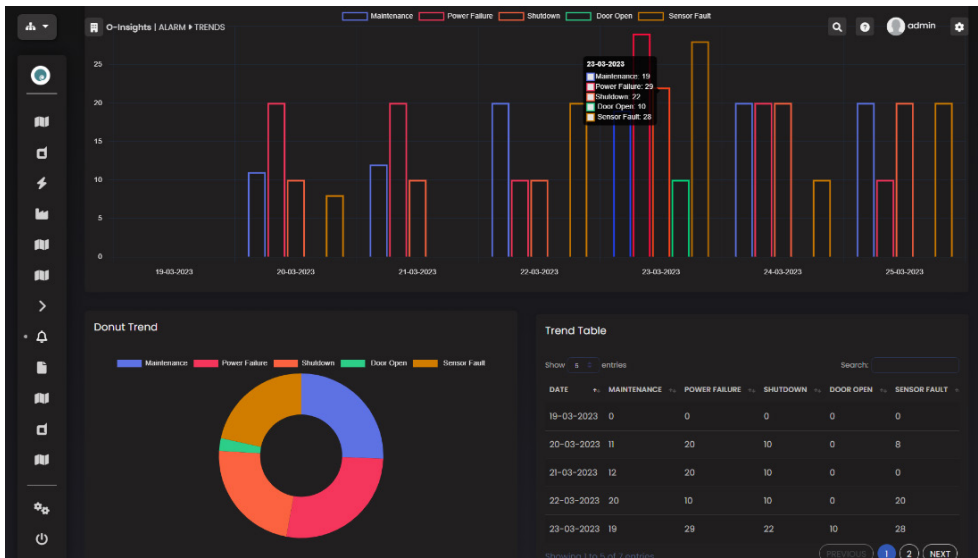 Maintenance Power Failure Shutdown Door Open Sensor Fault
O-Insights | ALARM TRENDS
admin
25
20
15
10
5
0
23-03-2023
Maintenance: 19
Power Failure: 29
Shutdown: 22
Door Open: 10
Sensor Fault: 28
19-03-2023 20-03-2023 21-03-2023 22-03-2023 23-03-2023 24-03-2023 25-03-2023
Donut Trend
Maintenance Power Failure Shutdown Door Open Sensor Fault
Trend Table
Show 5 entries Search:
DATE MAINTENANCE POWER FAILURE SHUTDOWN DOOR OPEN SENSOR FAULT
19-03-2023 0 0 0 0 0
20-03-2023 11 20 10 0 8
21-03-2023 12 20 10 0 0
22-03-2023 20 10 10 0 20
23-03-2023 19 29 22 10 28
Showing 1 to 5 of 7 entries PREVIOUS 1 2 NEXT